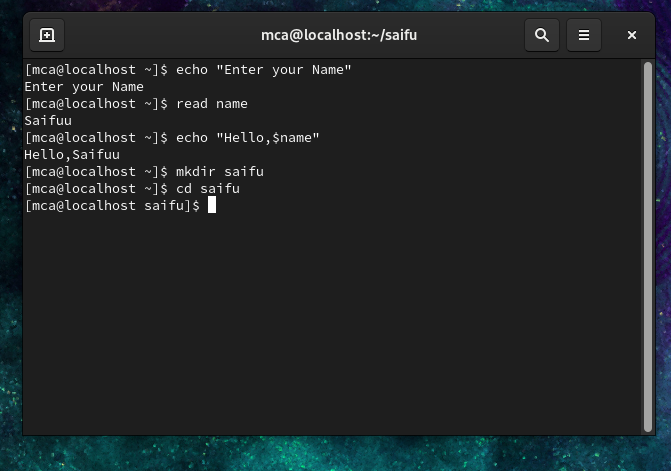 mca@localhost:~/saifu
[mca@localhost ~]$ echo "Enter your Name"
Enter your Name
[mca@localhost ~]$ read name
Saifuu
[mca@localhost ~]$ echo "Hello,$name"
Hello,Saifuu
[mca@localhost ~]$ mkdir saifu
[mca@localhost ~]$ cd saifu
[mca@localhost saifu]$